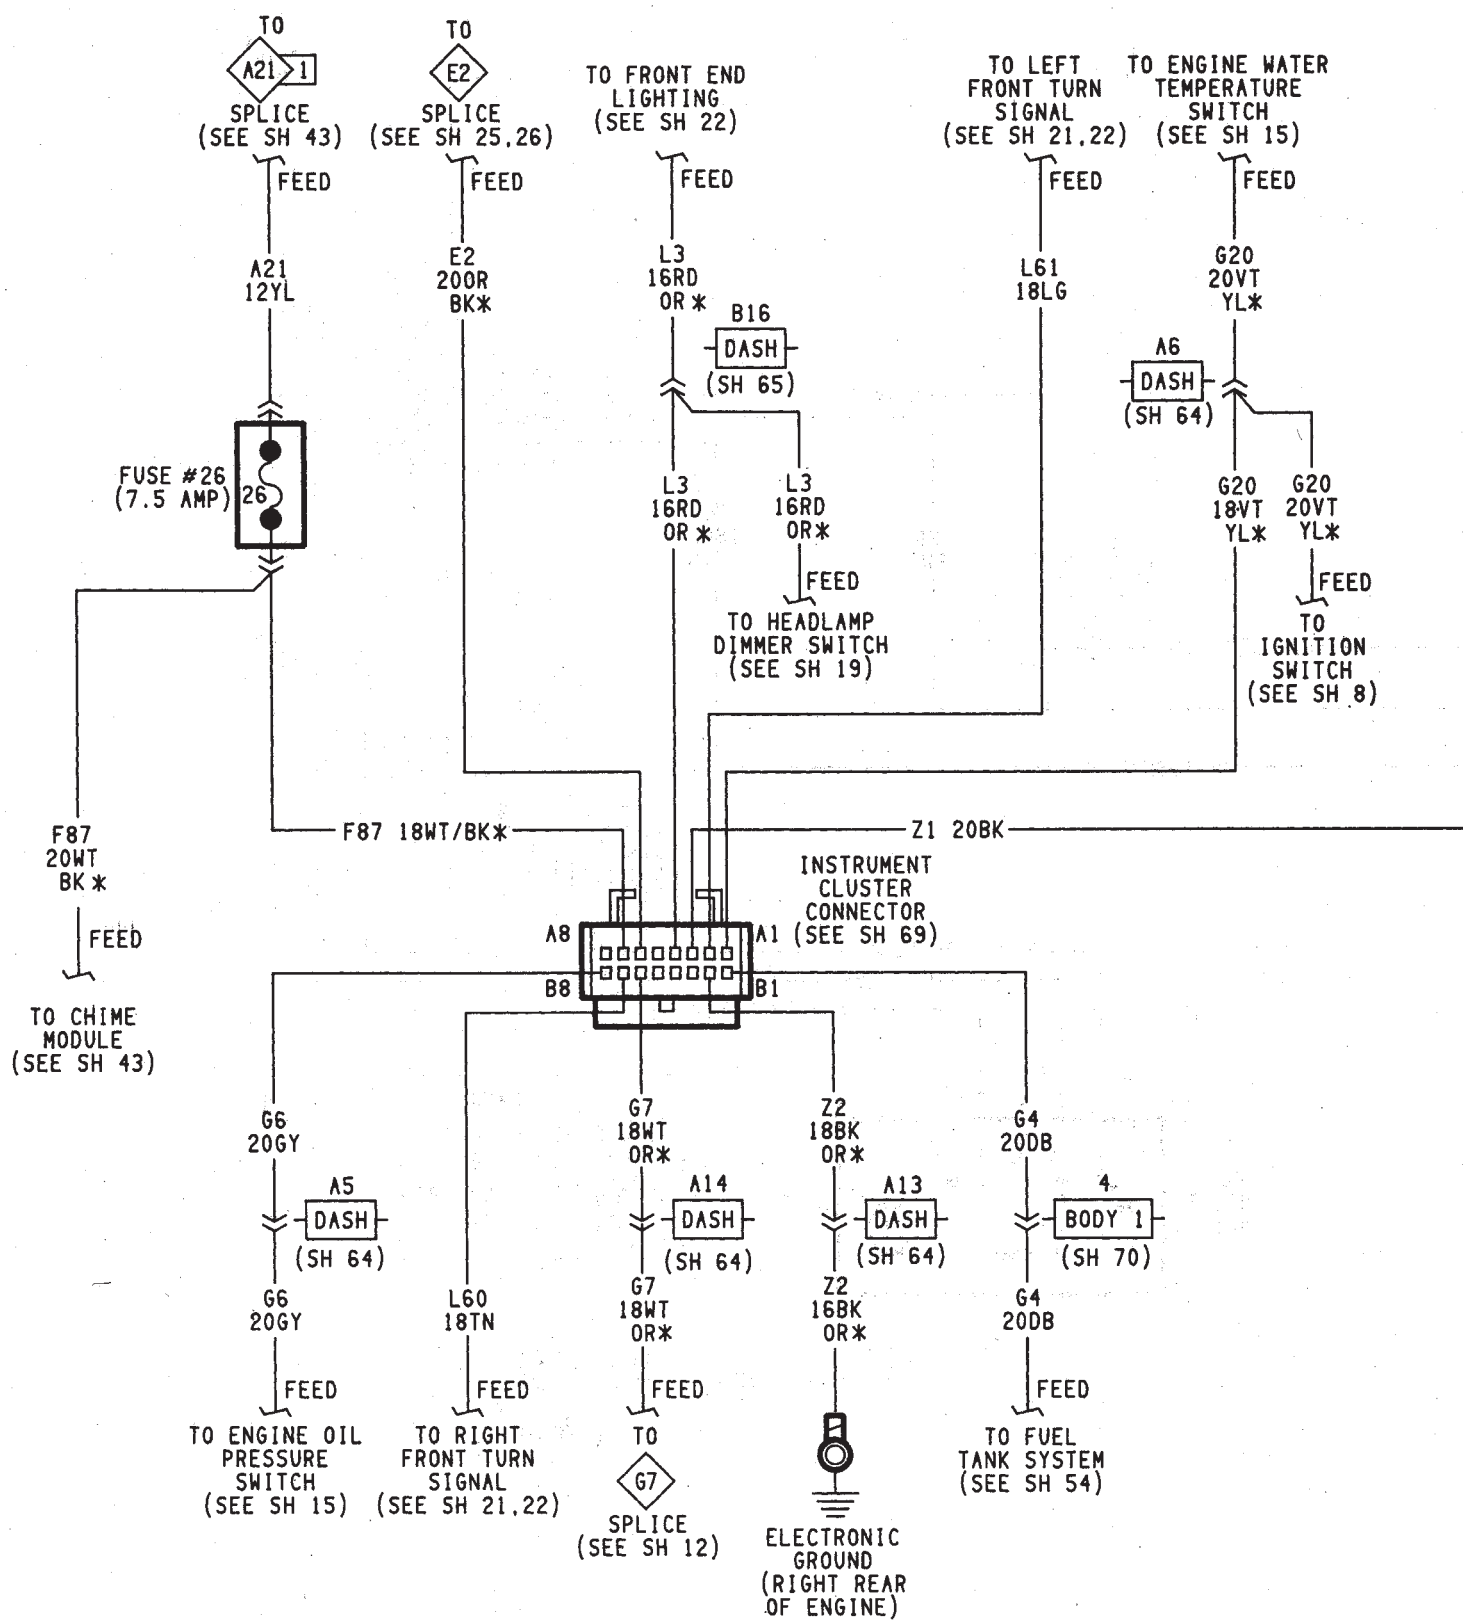 TO
A21 1
SPLICE
(SEE SH 43)
FEED
A21
12YL
FUSE #26
(7.5 AMP)
26
TO
E2
SPLICE
(SEE SH 25,26)
FEED
E2
200R
BK*
TO FRONT END
LIGHTING
(SEE SH 22)
FEED
L3
16RD
OR*
B16
DASH
(SH 65)
L3
16RD
OR*
L3
16RD
OR*
FEED
TO HEADLAMP
DIMMER SWITCH
(SEE SH 19)
TO LEFT
FRONT TURN
SIGNAL
(SEE SH 21,22)
FEED
L61
18LG
TO ENGINE WATER
TEMPERATURE
SWITCH
(SEE SH 15)
FEED
G20
20VT
YL*
A6
DASH
(SH 64)
G20
18VT
YL*
G20
20VT
YL*
FEED
TO
IGNITION
SWITCH
(SEE SH 8)
F87
20WT
BK*
FEED
TO CHIME
MODULE
(SEE SH 43)
F87 18WT/BK*
Z1 20BK
INSTRUMENT
CLUSTER
CONNECTOR
(SEE SH 69)
A8
A1
B8
B1
G6
20GY
A5
DASH
(SH 64)
G6
20GY
FEED
TO ENGINE OIL
PRESSURE
SWITCH
(SEE SH 15)
L60
18TN
FEED
TO RIGHT
FRONT TURN
SIGNAL
(SEE SH 21,22)
G7
18WT
OR*
A14
DASH
(SH 64)
G7
18WT
OR*
FEED
TO
G7
SPLICE
(SEE SH 12)
Z2
18BK
OR*
A13
DASH
(SH 64)
Z2
16BK
OR*
ELECTRONIC
GROUND
(RIGHT REAR
OF ENGINE)
G4
20DB
4
BODY 1
(SH 70)
G4
20DB
FEED
TO FUEL
TANK SYSTEM
(SEE SH 54)